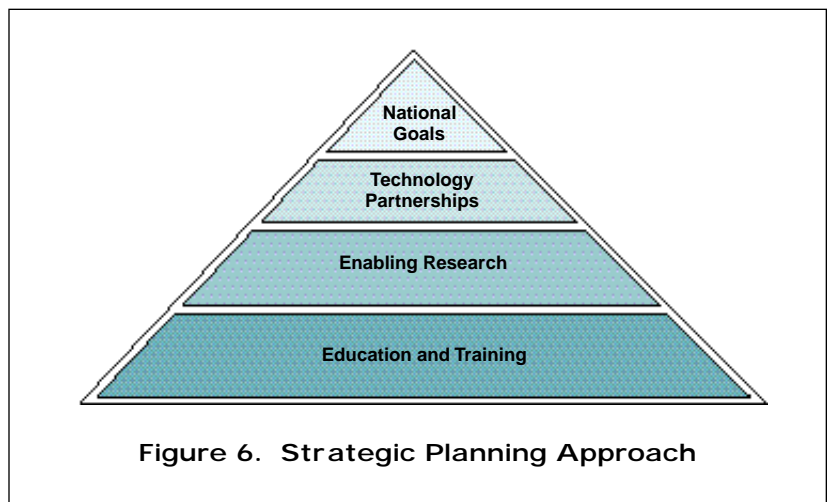 National
Goals
Technology
Partnerships
Enabling Research
Education and Training
Figure 6. Strategic Planning Approach